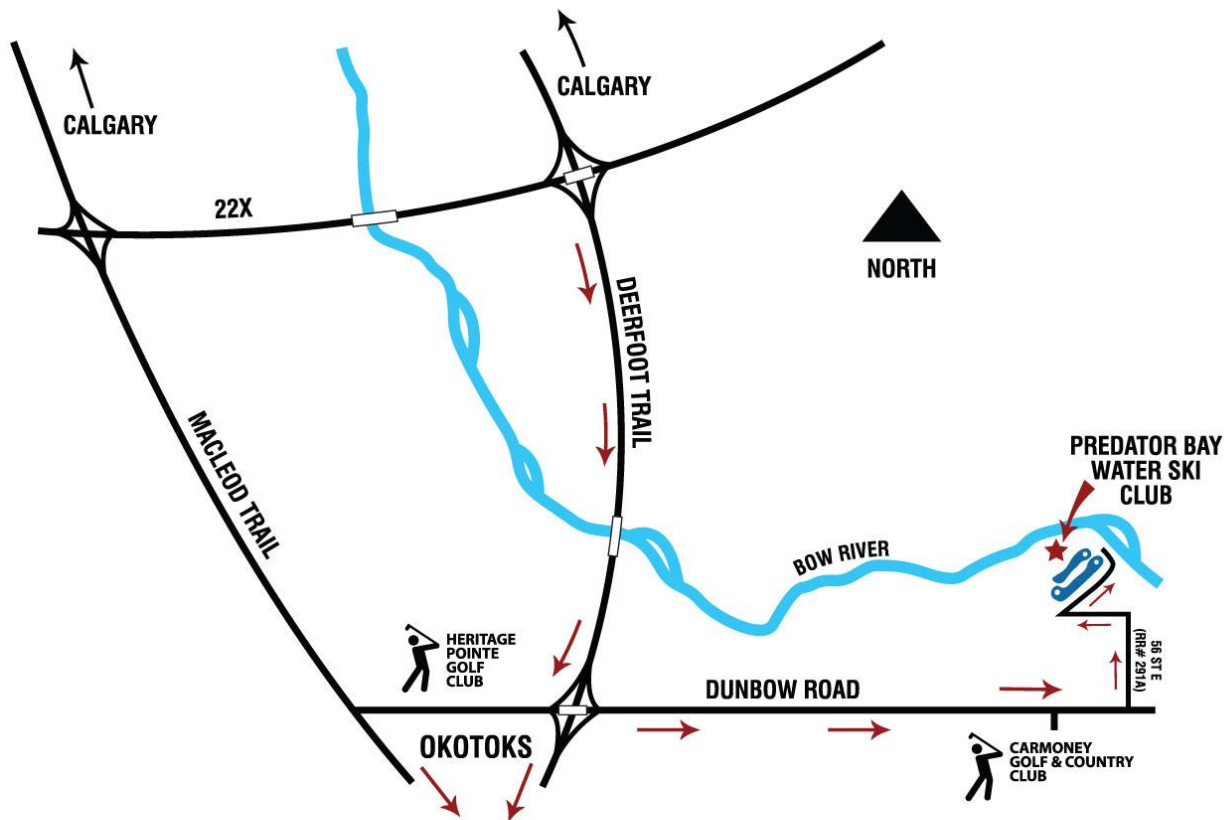 CALGARY
CALGARY
22X
NORTH
DEERFOOT TRAIL
MACLEOD TRAIL
PREDATOR BAY
WATER SKI
CLUB
BOW RIVER
HERITAGE
POINTE
GOLF
CLUB
56 ST E
(RR# 291A)
DUNBOW ROAD
OKOTOKS
CARMONEY
GOLF & COUNTRY
CLUB